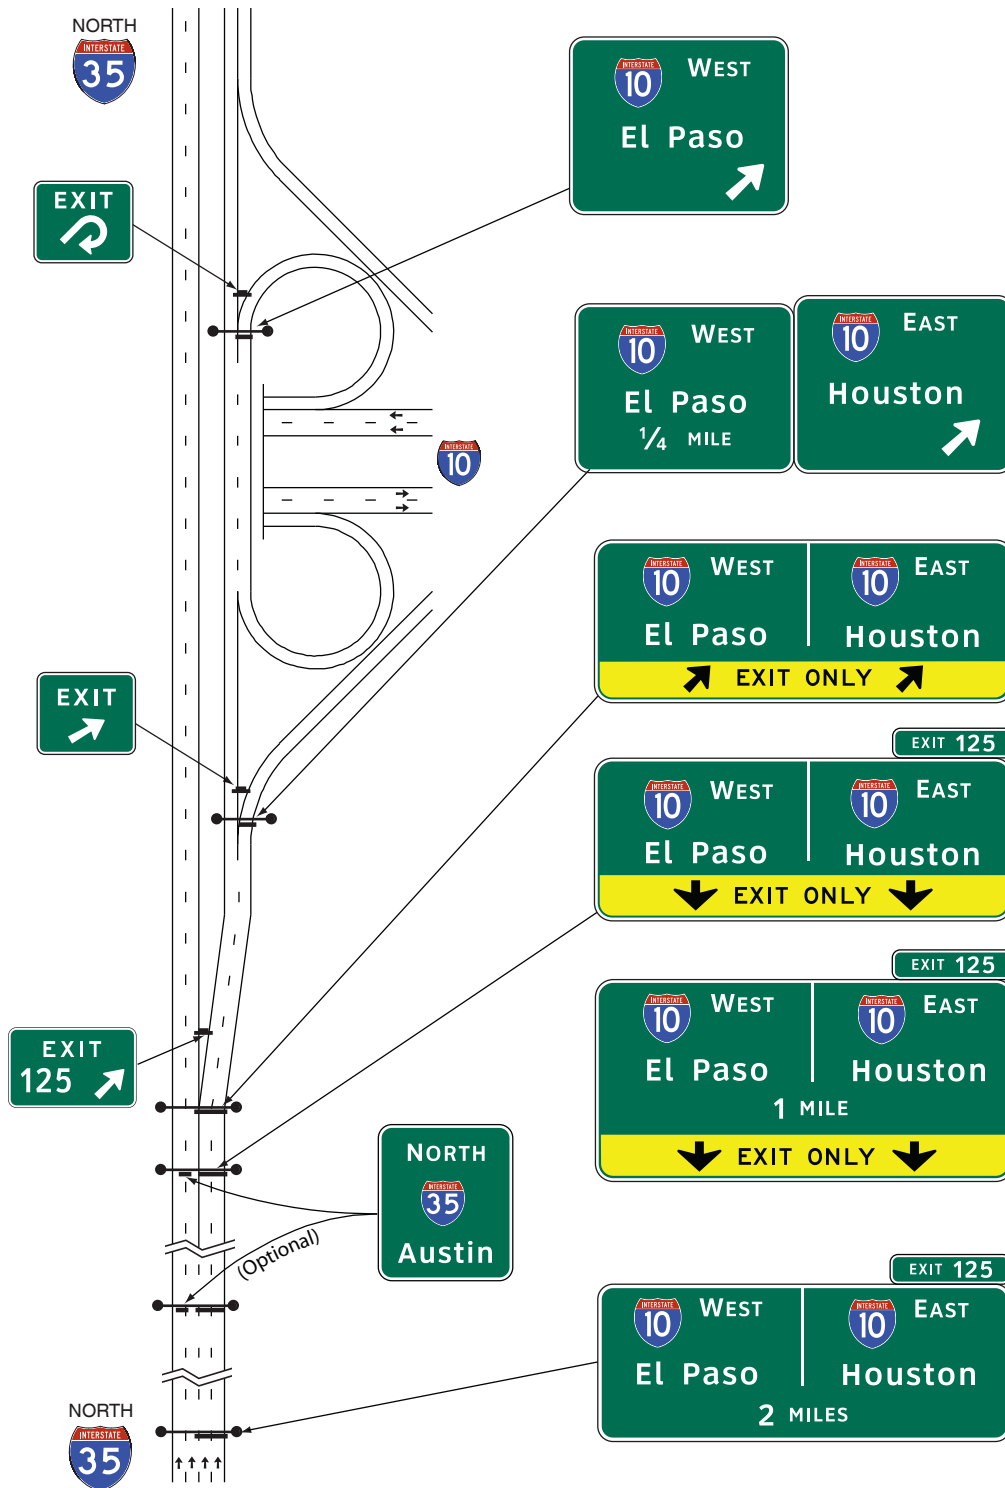 NORTH
INTERSTATE
35
INTERSTATE
10
WEST
El Paso
EXIT
INTERSTATE
10
WEST
El Paso
1/4 MILE
INTERSTATE
10
EAST
Houston
INTERSTATE
10
INTERSTATE
10
WEST
El Paso
INTERSTATE
10
EAST
Houston
EXIT ONLY
EXIT
EXIT 125
INTERSTATE
10
WEST
El Paso
INTERSTATE
10
EAST
Houston
EXIT ONLY
EXIT 125
INTERSTATE
10
WEST
El Paso
INTERSTATE
10
EAST
Houston
1 MILE
EXIT ONLY
EXIT
125
NORTH
INTERSTATE
35
Austin
(Optional)
EXIT 125
INTERSTATE
10
WEST
El Paso
INTERSTATE
10
EAST
Houston
2 MILES
NORTH
INTERSTATE
35